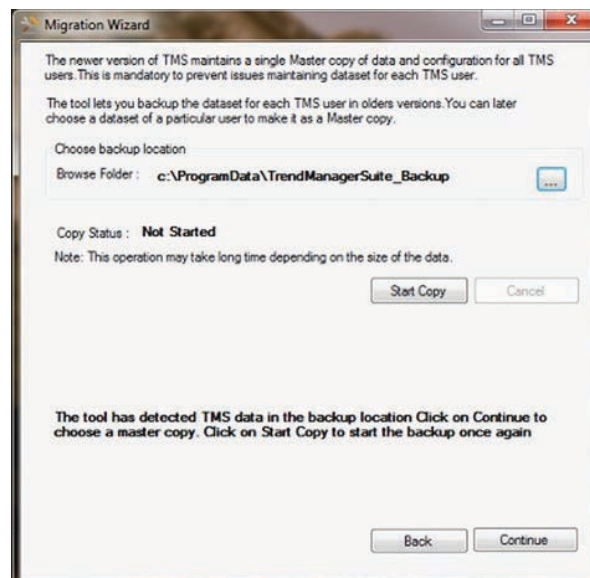 Migration Wizard
The newer version of TMS maintains a single Master copy of data and configuration for all TMS
users.This is mandatory to prevent issues maintaining dataset for each TMS user.
The tool lets you backup the dataset for each TMS user in olders versions.You can later
choose a dataset of a particular user to make it as a Master copy.
Choose backup location
Browse Folder : c:\ProgramData\TrendManagerSuite_Backup
...
Copy Status : Not Started
Note: This operation may take long time depending on the size of the data.
Start Copy Cancel
The tool has detected TMS data in the backup location Click on Continue to
choose a master copy. Click on Start Copy to start the backup once again
Back Continue